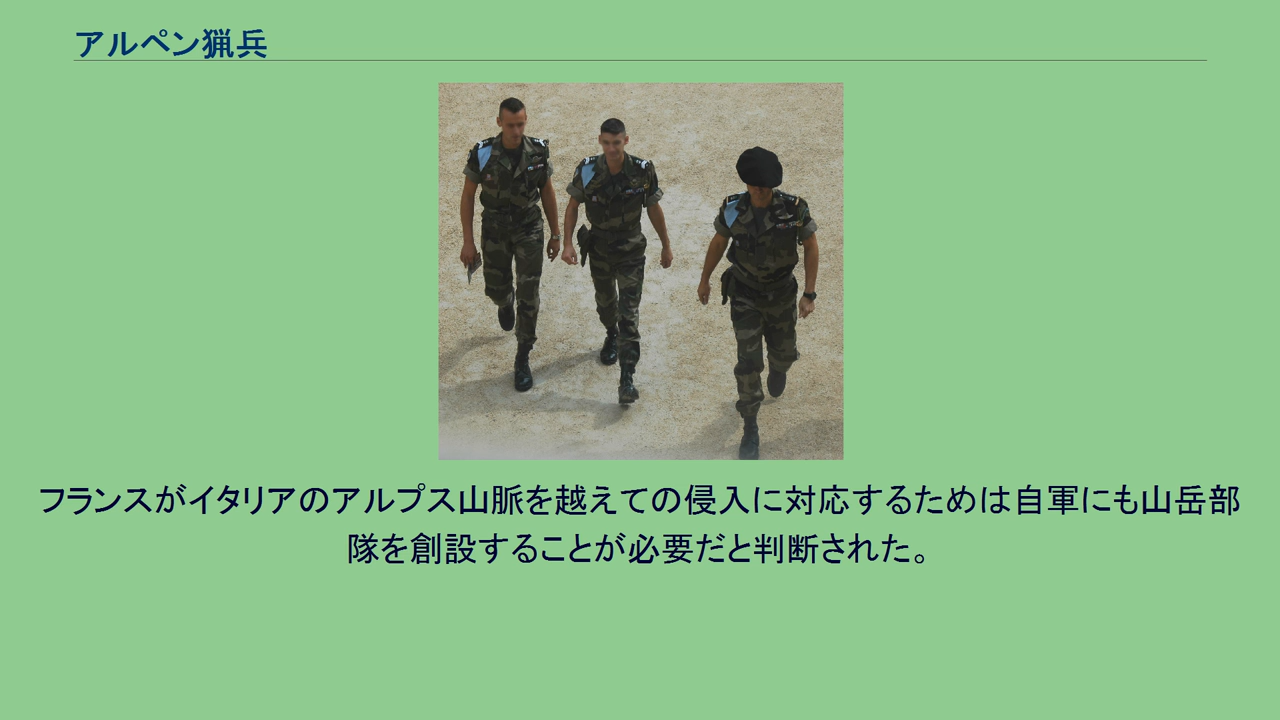 アルペン猟兵
フランスがイタリアのアルプス山脈を越えての侵入に対応するためは自軍にも山岳部
隊を創設することが必要だと判断された。